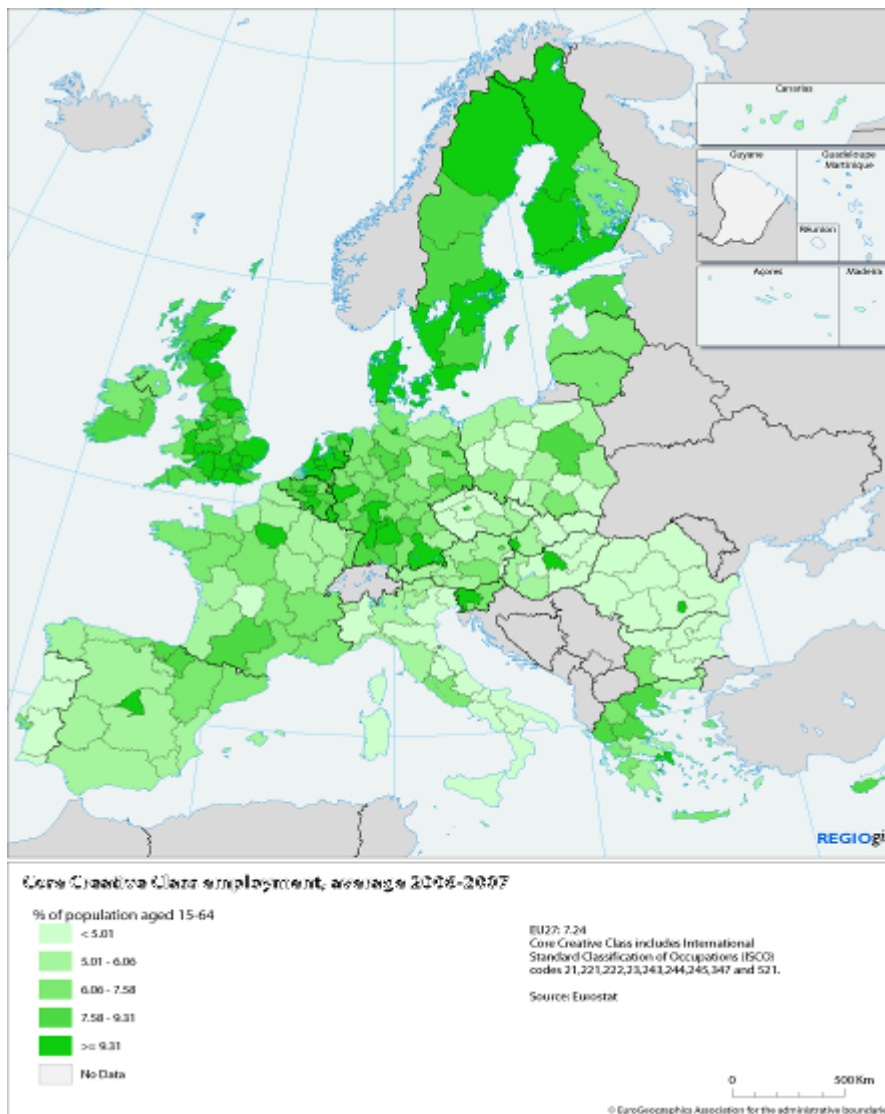 Canarias
Guyane
Guadeloupe
Martinique
Réunion
Açores
Madeira
REGIOgi
Core Creative Class employment, average 2006-2007
% of population aged 15-64
< 5.01
5.01 - 6.06
6.06 - 7.58
7.58 - 9.31
>= 9.31
No Data
EU27: 7.24
Core Creative Class includes International
Standard Classification of Occupations (ISCO)
codes 21,221,222,23,243,244,245,347 and 521.
Source: Eurostat
0 500 Km
© EuroGeographics Association for the administrative boundarie